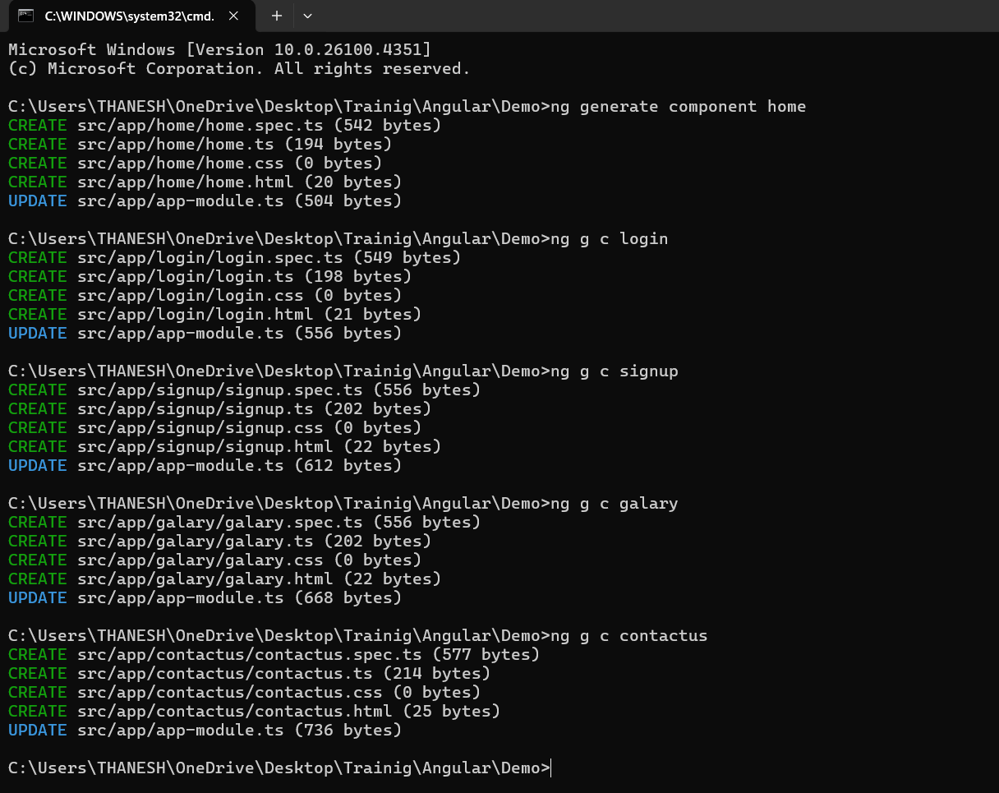 C:\WINDOWS\system32\cmd.
Microsoft Windows [Version 10.0.26100.4351]
(c) Microsoft Corporation. All rights reserved.
C:\Users\THANESH\OneDrive\Desktop\Trainig\Angular\Demo>ng generate component home
CREATE src/app/home/home.spec.ts (542 bytes)
CREATE src/app/home/home.ts (194 bytes)
CREATE src/app/home/home.css (0 bytes)
CREATE src/app/home/home.html (20 bytes)
UPDATE src/app/app-module.ts (504 bytes)
C:\Users\THANESH\OneDrive\Desktop\Trainig\Angular\Demo>ng g c login
CREATE src/app/login/login.spec.ts (549 bytes)
CREATE src/app/login/login.ts (198 bytes)
CREATE src/app/login/login.css (0 bytes)
CREATE src/app/login/login.html (21 bytes)
UPDATE src/app/app-module.ts (556 bytes)
C:\Users\THANESH\OneDrive\Desktop\Trainig\Angular\Demo>ng g c signup
CREATE src/app/signup/signup.spec.ts (556 bytes)
CREATE src/app/signup/signup.ts (202 bytes)
CREATE src/app/signup/signup.css (0 bytes)
CREATE src/app/signup/signup.html (22 bytes)
UPDATE src/app/app-module.ts (612 bytes)
C:\Users\THANESH\OneDrive\Desktop\Trainig\Angular\Demo>ng g c galary
CREATE src/app/galary/galary.spec.ts (556 bytes)
CREATE src/app/galary/galary.ts (202 bytes)
CREATE src/app/galary/galary.css (0 bytes)
CREATE src/app/galary/galary.html (22 bytes)
UPDATE src/app/app-module.ts (668 bytes)
C:\Users\THANESH\OneDrive\Desktop\Trainig\Angular\Demo>ng g c contactus
CREATE src/app/contactus/contactus.spec.ts (577 bytes)
CREATE src/app/contactus/contactus.ts (214 bytes)
CREATE src/app/contactus/contactus.css (0 bytes)
CREATE src/app/contactus/contactus.html (25 bytes)
UPDATE src/app/app-module.ts (736 bytes)
C:\Users\THANESH\OneDrive\Desktop\Trainig\Angular\Demo>